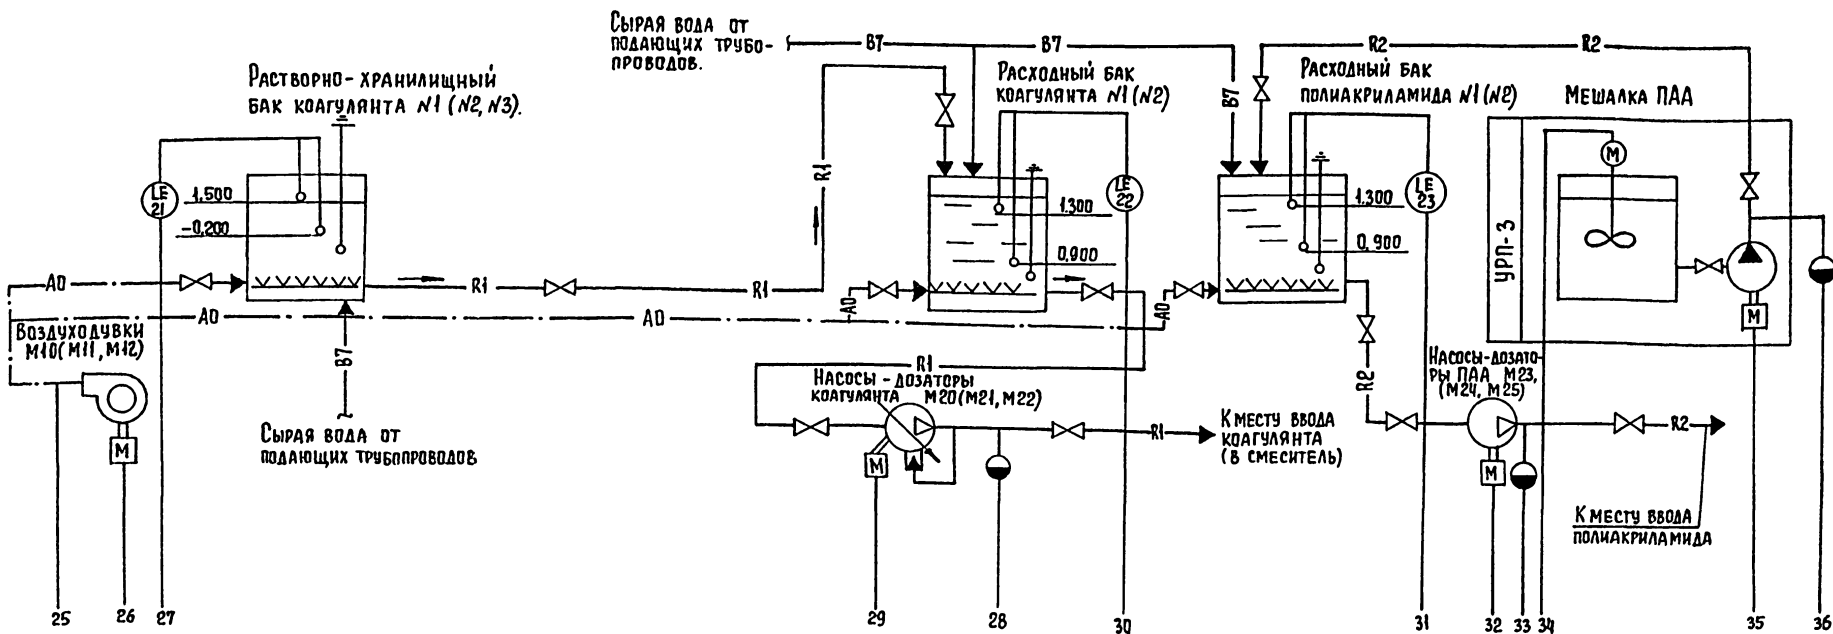 Сырая вода от
подающих трубо-
проводов.
В7
В7
R2
R2
Растворно-хранилищный
бак коагулянта N1 (N2, N3).
Расходный бак
коагулянта N1 (N2)
Расходный бак
полиакриламида N1 (N2)
Мешалка ПАА
В7
R1
LE
21
1.500
-0,200
LE
22
1.300
0,900
LE
23
1.300
0,900
М
УРП-3
А0
R1
R1
А0
А0
А0
А0
Воздуходувки
М10(М11, М12)
В7
М
Сырая вода от
подающих трубопроводов
R1
Насосы-дозаторы
коагулянта М20(М21, М22)
М
R1
К месту ввода
коагулянта
(в смеситель)
R2
Насосы-дозато-
ры ПАА М23,
(М24, М25)
М
R2
К месту ввода
полиакриламида
М
25
26
27
29
28
30
31
32
33
34
35
36